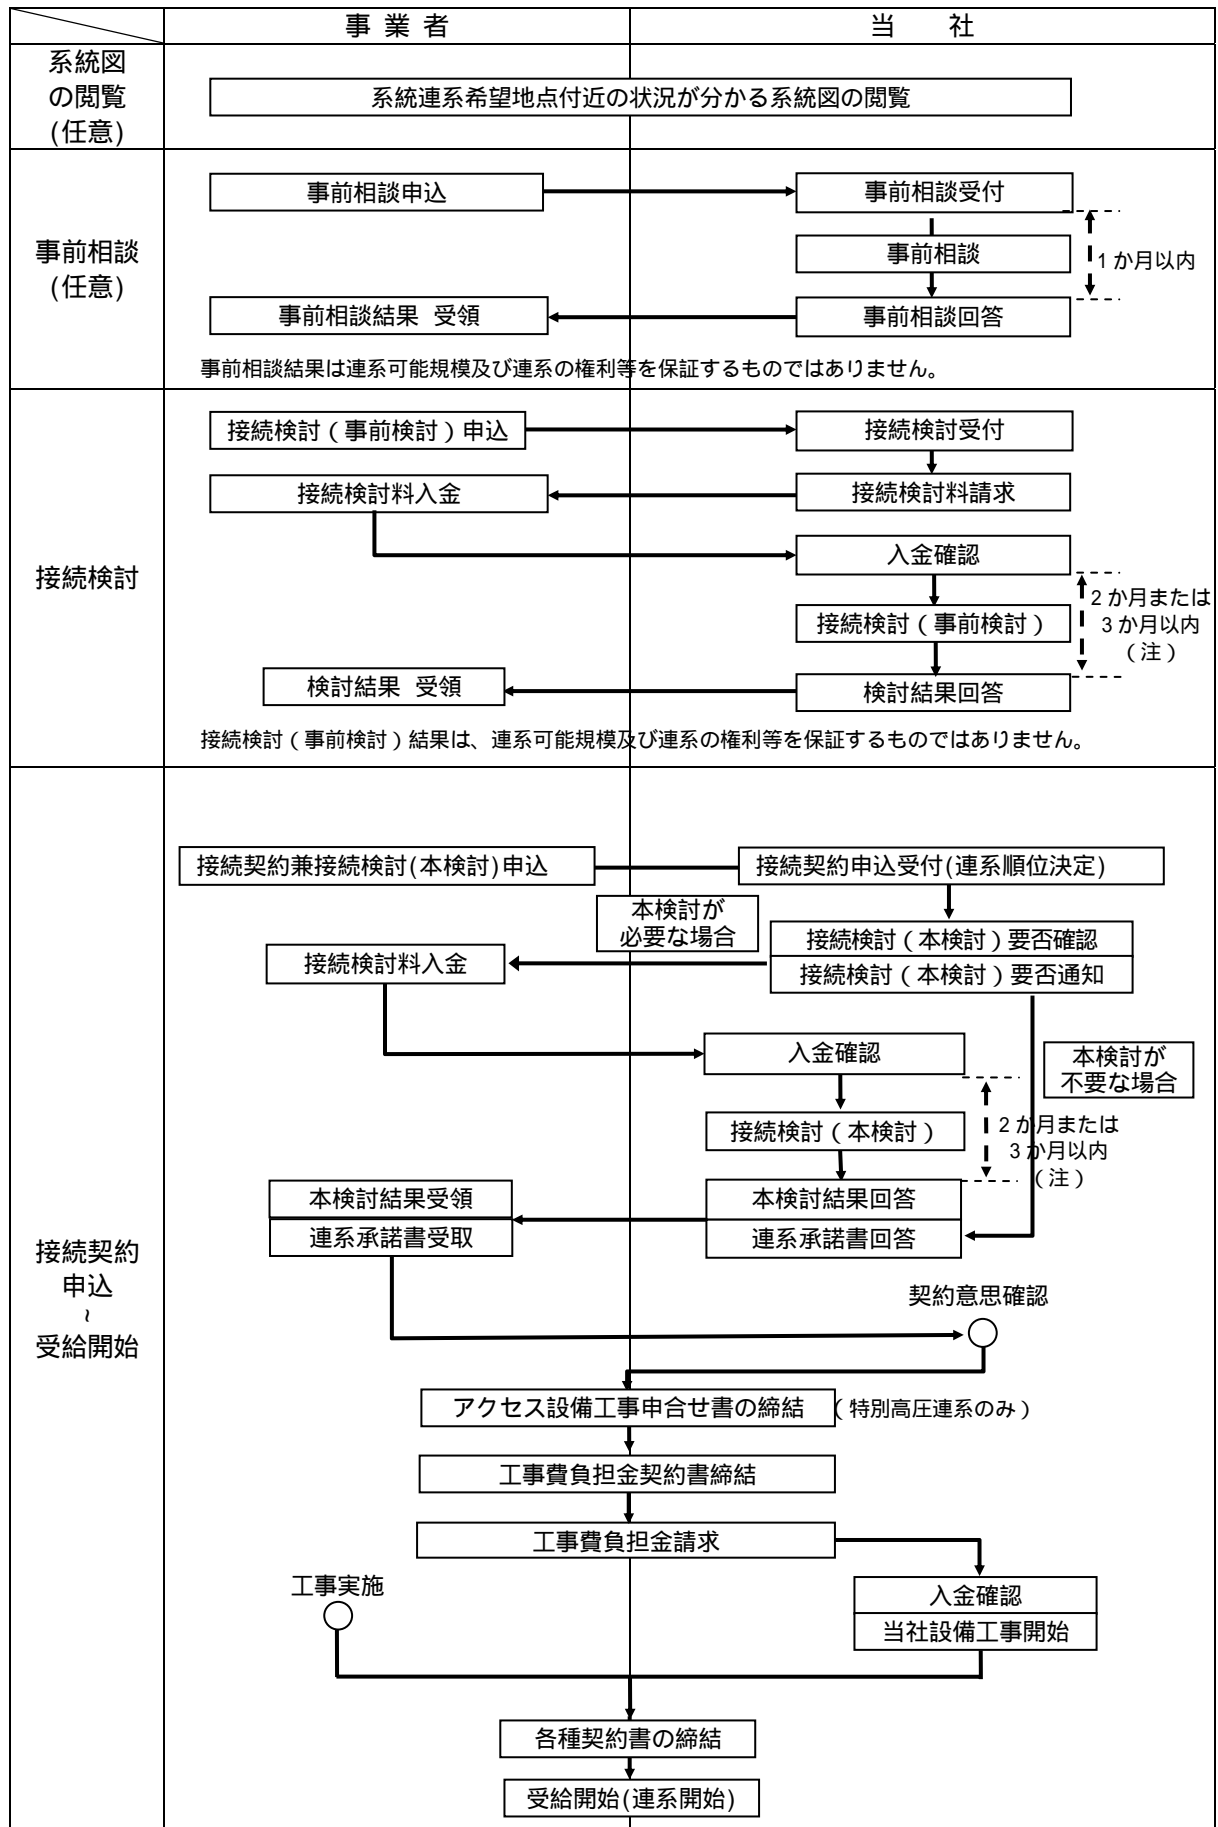 事業者
当　社
系統図
の閲覧
(任意)
系統連系希望地点付近の状況が分かる系統図の閲覧
事前相談
(任意)
事前相談申込
事前相談受付
事前相談
1か月以内
事前相談結果 受領
事前相談回答
事前相談結果は連系可能規模及び連系の権利等を保証するものではありません。
接続検討
接続検討（事前検討）申込
接続検討受付
接続検討料入金
接続検討料請求
入金確認
接続検討（事前検討）
2か月または
3か月以内
（注）
検討結果 受領
検討結果回答
接続検討（事前検討）結果は、連系可能規模及び連系の権利等を保証するものではありません。
接続契約
申込
～
受給開始
接続契約兼接続検討(本検討)申込
接続契約申込受付(連系順位決定)
本検討が
必要な場合
接続検討（本検討）要否確認
接続検討（本検討）要否通知
接続検討料入金
入金確認
本検討が
不要な場合
接続検討（本検討）
2か月または
3か月以内
（注）
本検討結果受領
連系承諾書受取
本検討結果回答
連系承諾書回答
契約意思確認
アクセス設備工事申合せ書の締結
（特別高圧連系のみ）
工事費負担金契約書締結
工事費負担金請求
工事実施
入金確認
当社設備工事開始
各種契約書の締結
受給開始(連系開始)